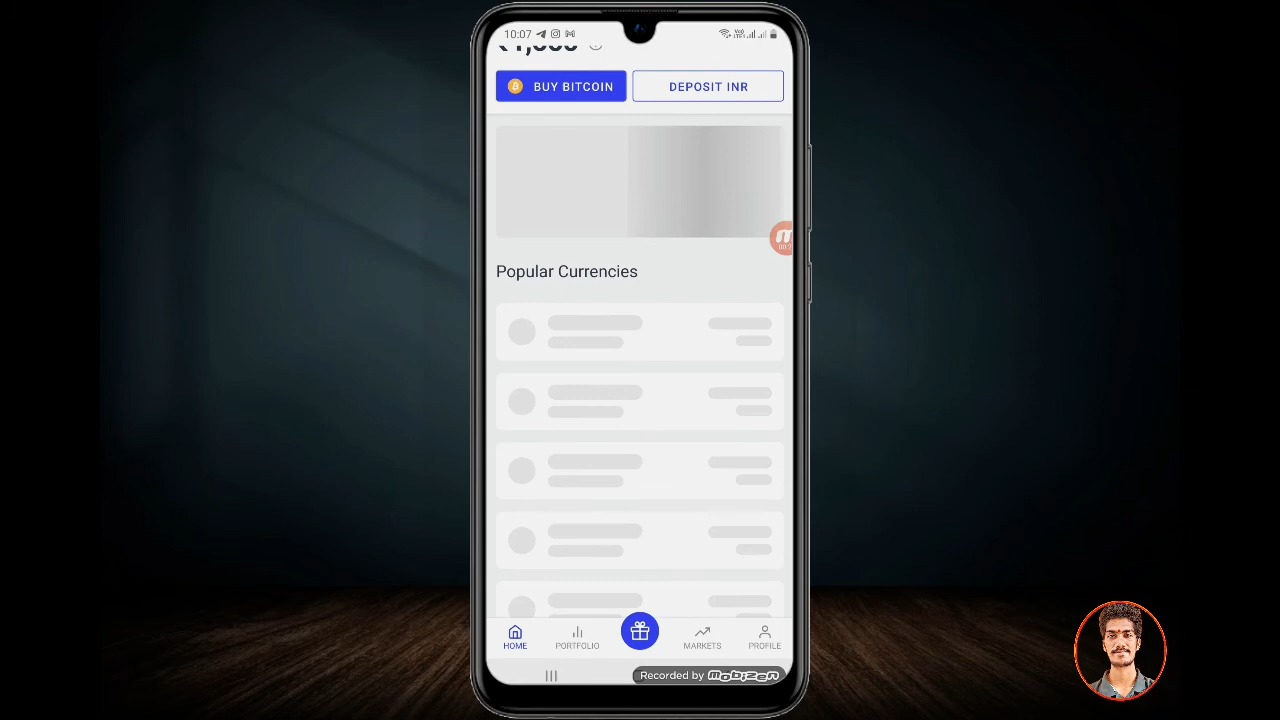 10:07
BUY BITCOIN
DEPOSIT INR
Popular Currencies
HOME
PORTFOLIO
MARKETS
PROFILE
Recorded by Mobizen